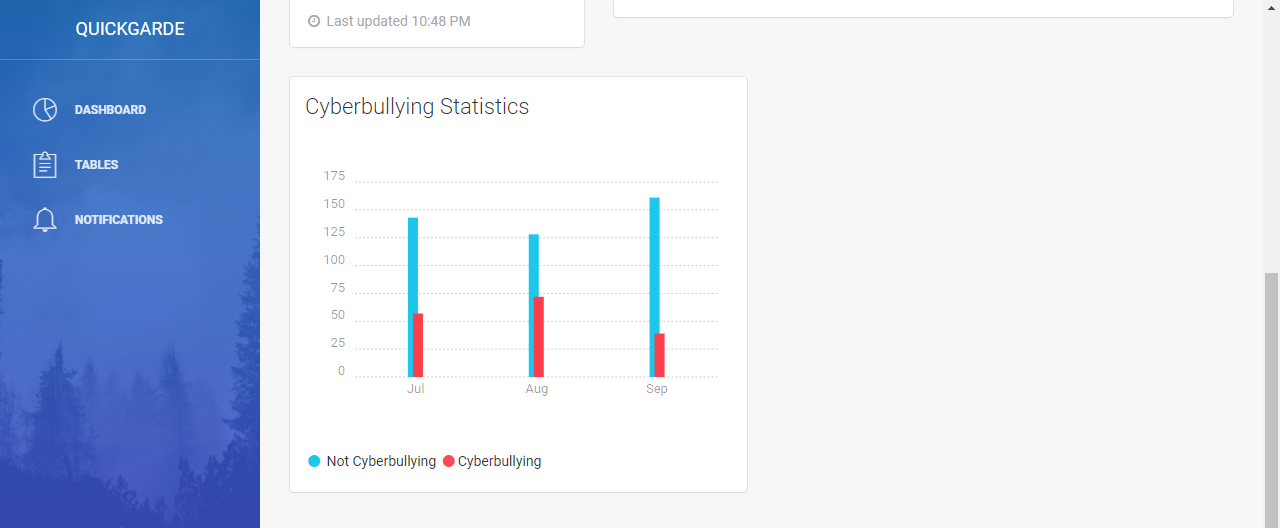 QUICKGARDE
DASHBOARD
TABLES
NOTIFICATIONS
Last updated 10:48 PM
Cyberbullying Statistics
175
150
125
100
75
50
25
0
Jul Aug Sep
Not Cyberbullying Cyberbullying